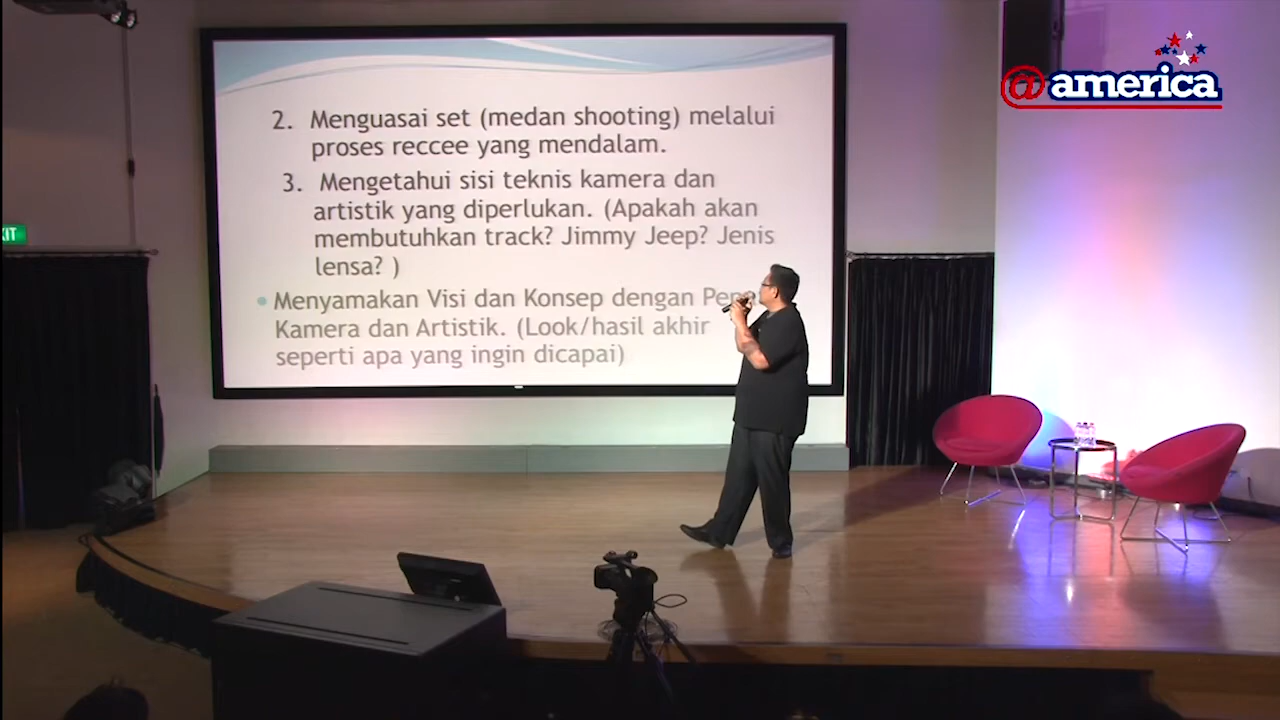 @america
2. Menguasai set (medan shooting) melalui
proses reccee yang mendalam.
3. Mengetahui sisi teknis kamera dan
artistik yang diperlukan. (Apakah akan
membutuhkan track? Jimmy Jeep? Jenis
lensa? )
Menyamakan Visi dan Konsep dengan
Kamera dan Artistik. (Look/hasil akhir
seperti apa yang ingin dicapai)